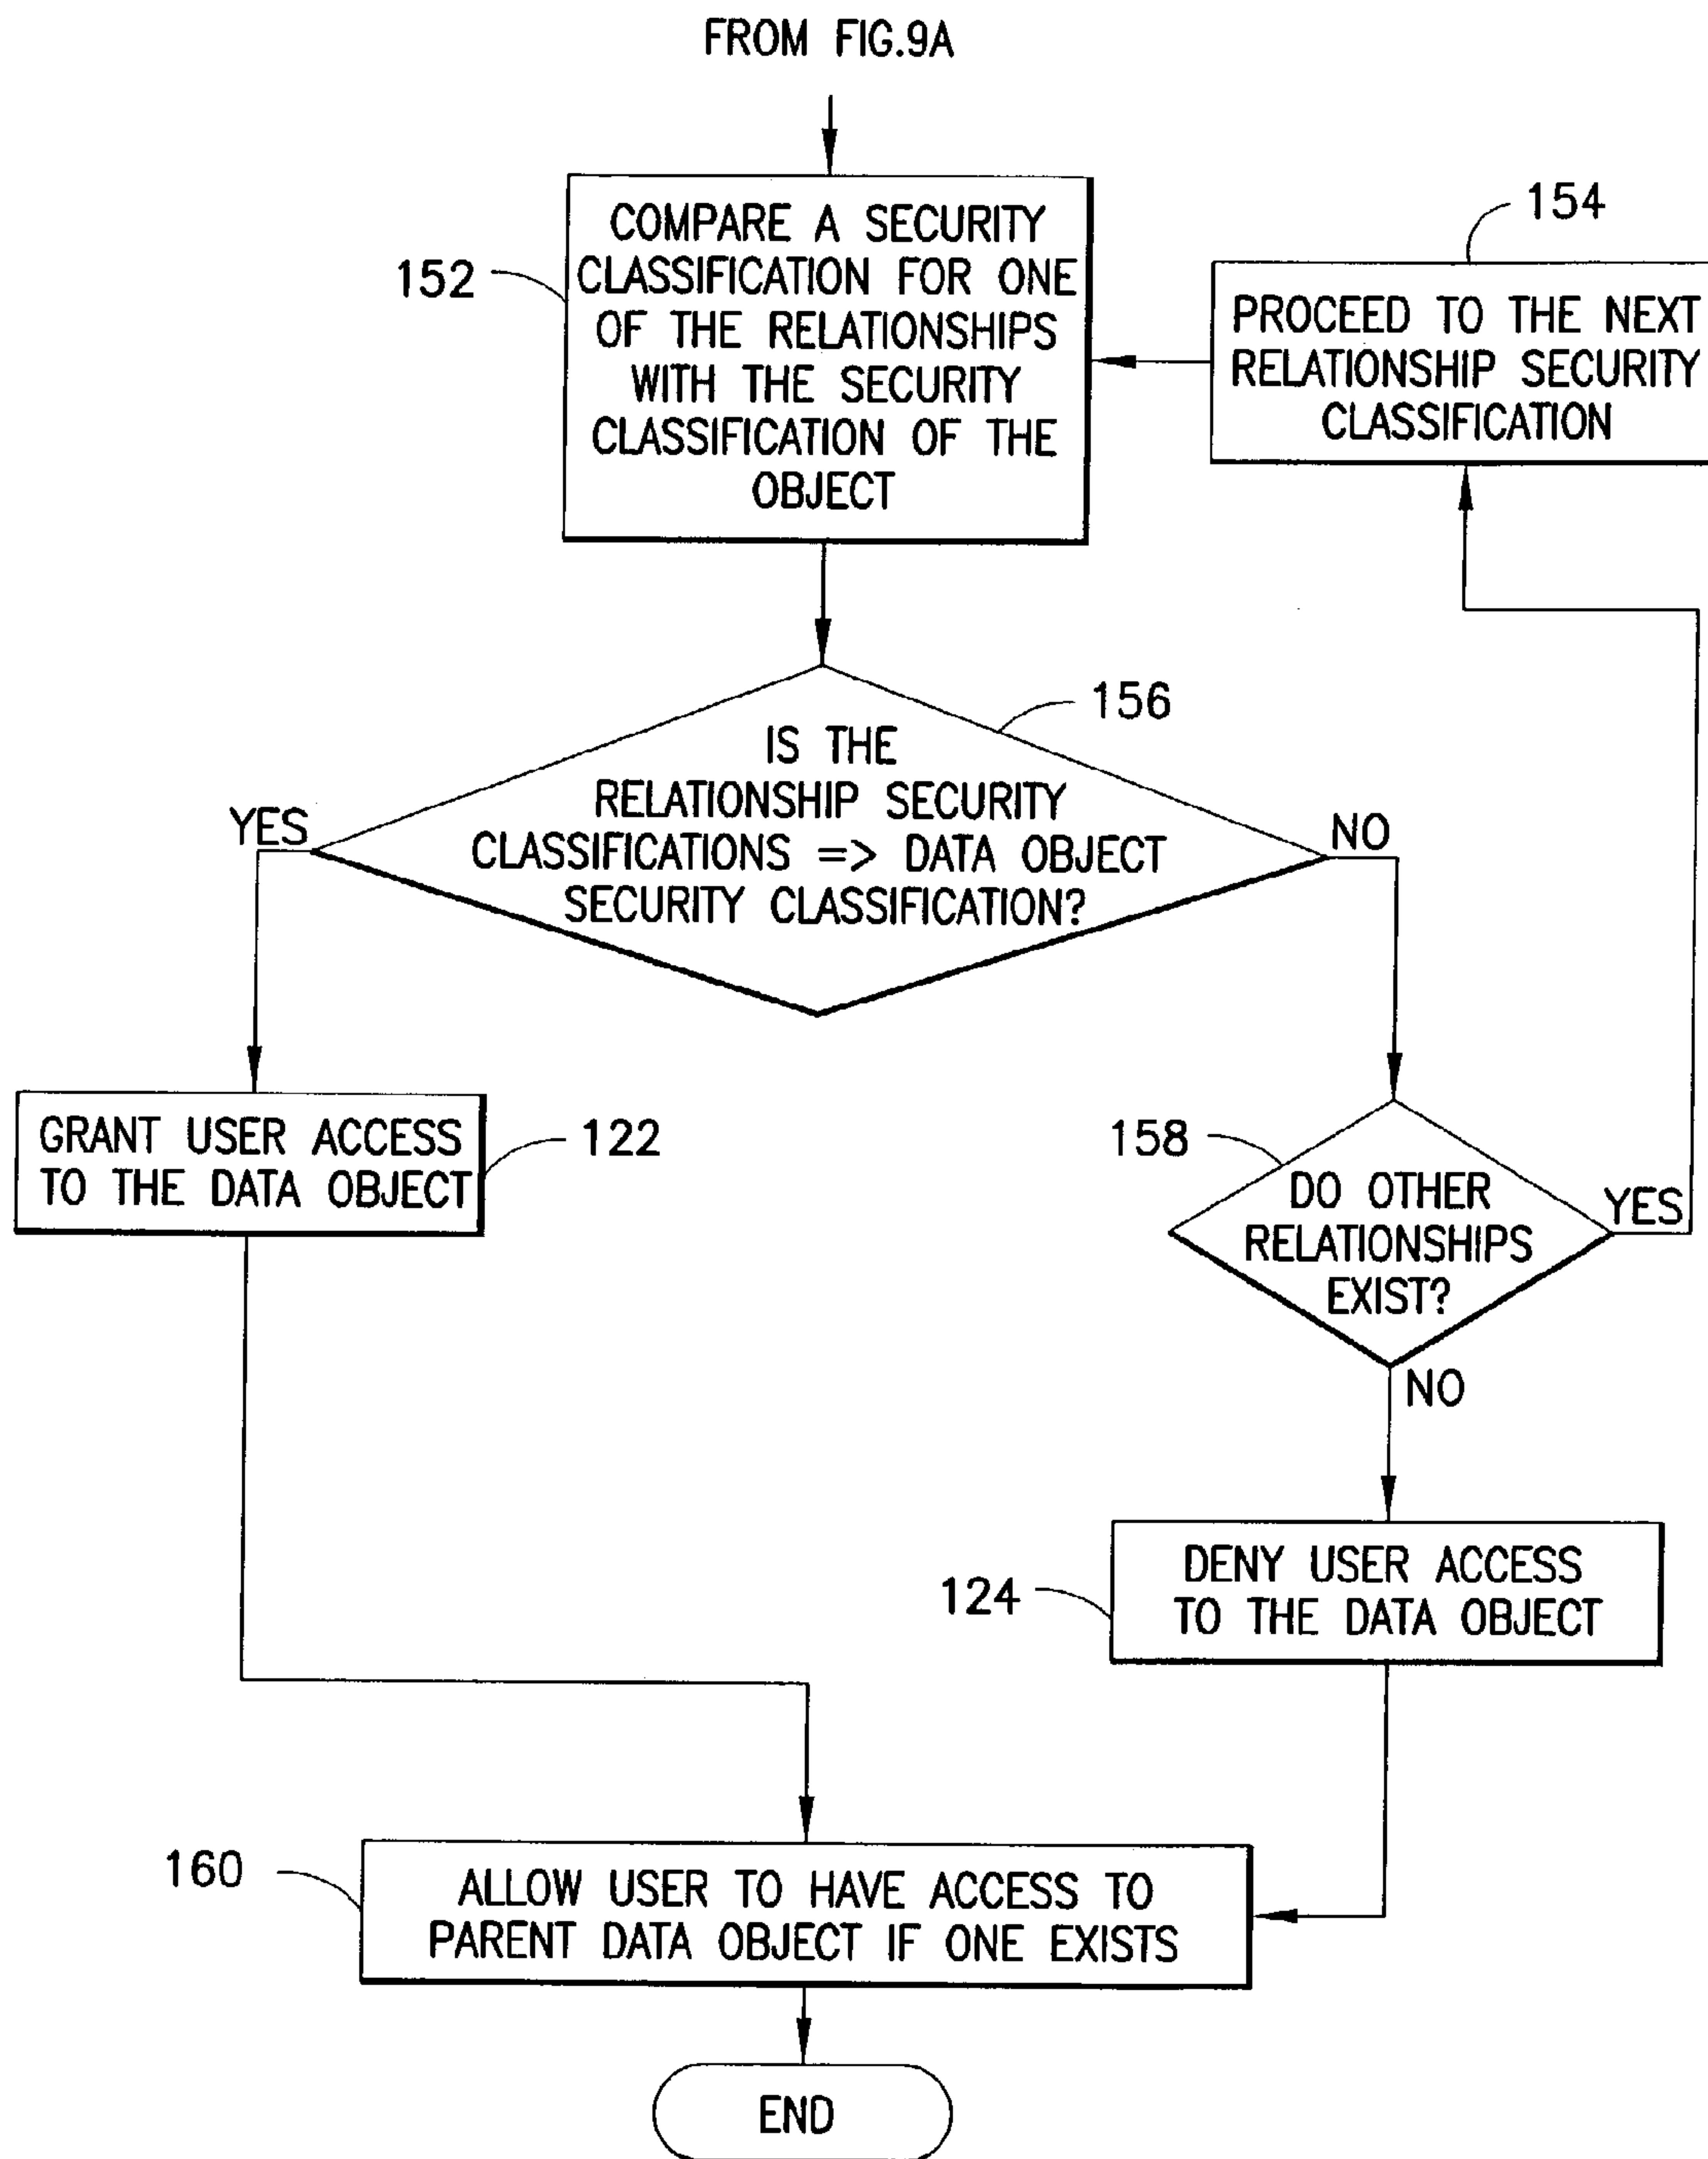 FROM FIG.9A
COMPARE A SECURITY
CLASSIFICATION FOR ONE
OF THE RELATIONSHIPS
WITH THE SECURITY
CLASSIFICATION OF THE
OBJECT
152
154
PROCEED TO THE NEXT
RELATIONSHIP SECURITY
CLASSIFICATION
156
IS THE
RELATIONSHIP SECURITY
CLASSIFICATIONS => DATA OBJECT
SECURITY CLASSIFICATION?
YES
NO
GRANT USER ACCESS
TO THE DATA OBJECT
122
158
DO OTHER
RELATIONSHIPS
EXIST?
YES
NO
124
DENY USER ACCESS
TO THE DATA OBJECT
160
ALLOW USER TO HAVE ACCESS TO
PARENT DATA OBJECT IF ONE EXISTS
END